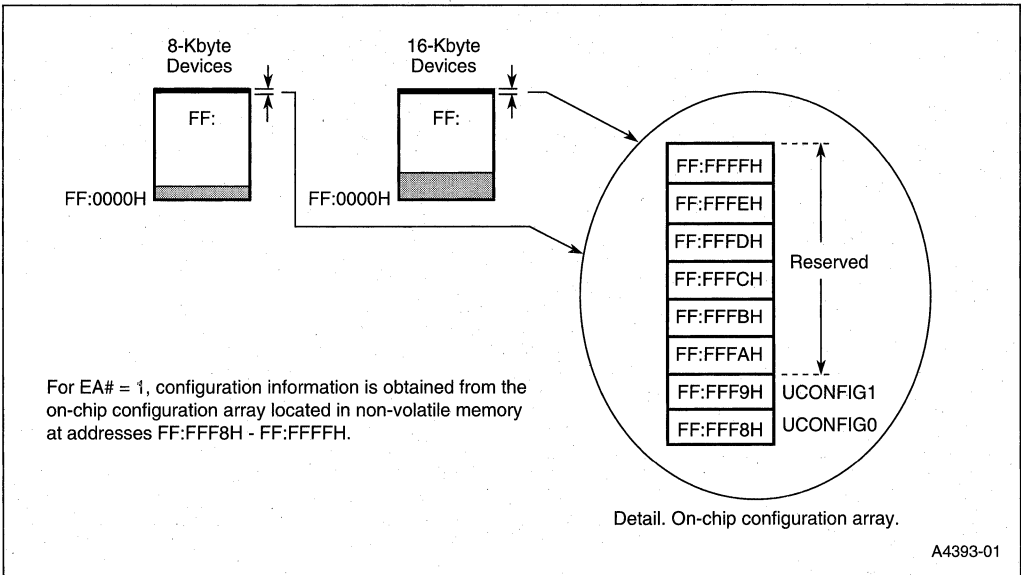 8-Kbyte
Devices
16-Kbyte
Devices
FF:
FF:
FF:0000H
FF:0000H
FF:FFFFH
FF:FFFEH
FF:FFFDH
FF:FFFCH
FF:FFFBH
FF:FFFAH
FF:FFF9H
FF:FFF8H
Reserved
UCONFIG1
UCONFIG0
For EA# = 1, configuration information is obtained from the
on-chip configuration array located in non-volatile memory
at addresses FF:FFF8H - FF:FFFFH.
Detail. On-chip configuration array.
A4393-01